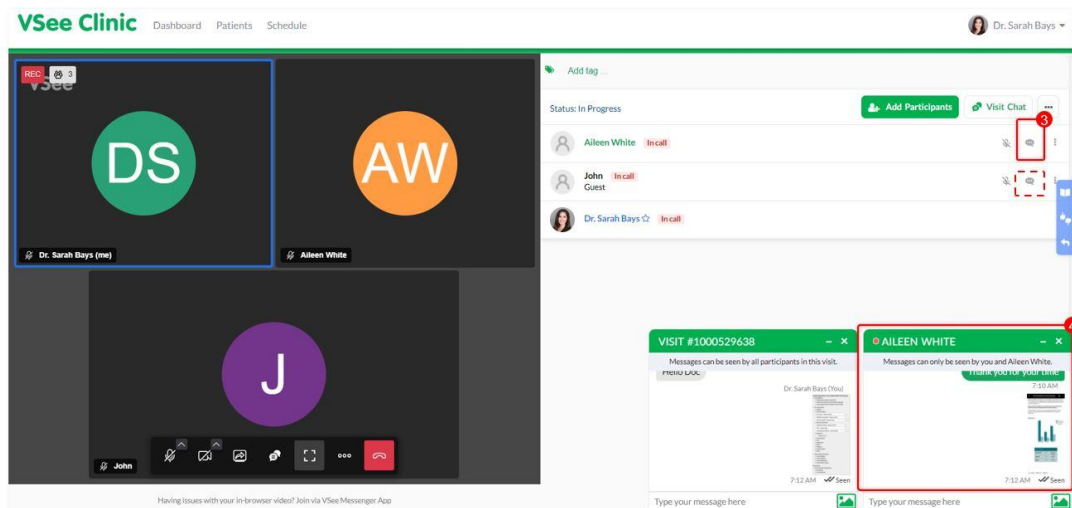 VSee Clinic Dashboard Patients Schedule Dr. Sarah Bays
REC 3
VSee
DS
AW
Dr. Sarah Bays (me)
Aileen White
J
John
Having issues with your in-browser video? Join via VSee Messenger App
Add tag ...
Status: In Progress Add Participants Visit Chat
3
Aileen White In call
John In call
Guest
Dr. Sarah Bays In call
4
VISIT #1000529638
Messages can be seen by all participants in this visit.
Hello Doc
Dr. Sarah Bays (You)
7:12 AM Seen
Type your message here
AILEEN WHITE
Messages can only be seen by you and Aileen White.
Thank you for your time
7:10 AM
7:12 AM Seen
Type your message here